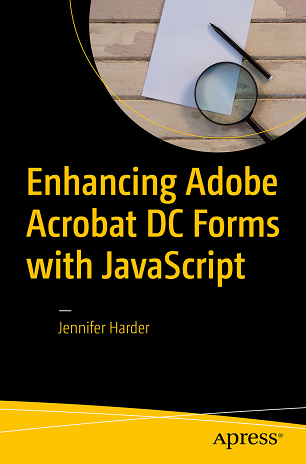 Enhancing Adobe
Acrobat DC Forms
with JavaScript
Jennifer Harder
Apress®